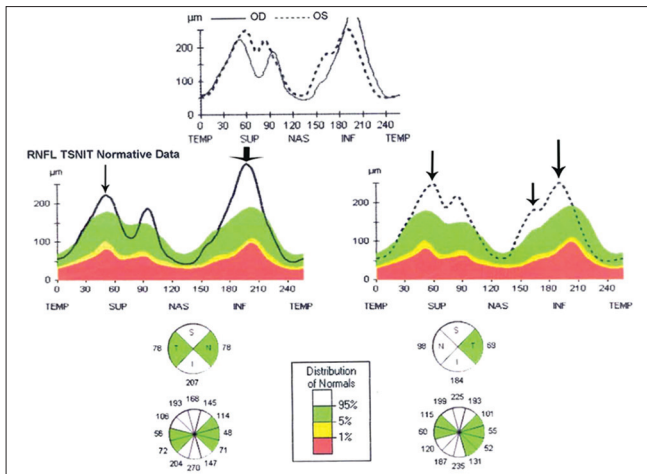 µm OD OS
200
100
0
0 30 60 90 120 150 180 210 240
TEMP SUP NAS INF TEMP
RNFL TSNIT Normative Data
µm
200
100
0
0 30 60 90 120 150 180 210 240
TEMP SUP NAS INF TEMP
µm
200
100
0
0 30 60 90 120 150 180 210 240
TEMP SUP NAS INF TEMP
S
78 T N 78
I
207
S
98 N T 69
I
184
Distribution
of Normals
95%
5%
1%
193 168 145
106 114
56 48
72 71
204 147
270
225
199 193
115 101
60 55
120 52
187 131
235